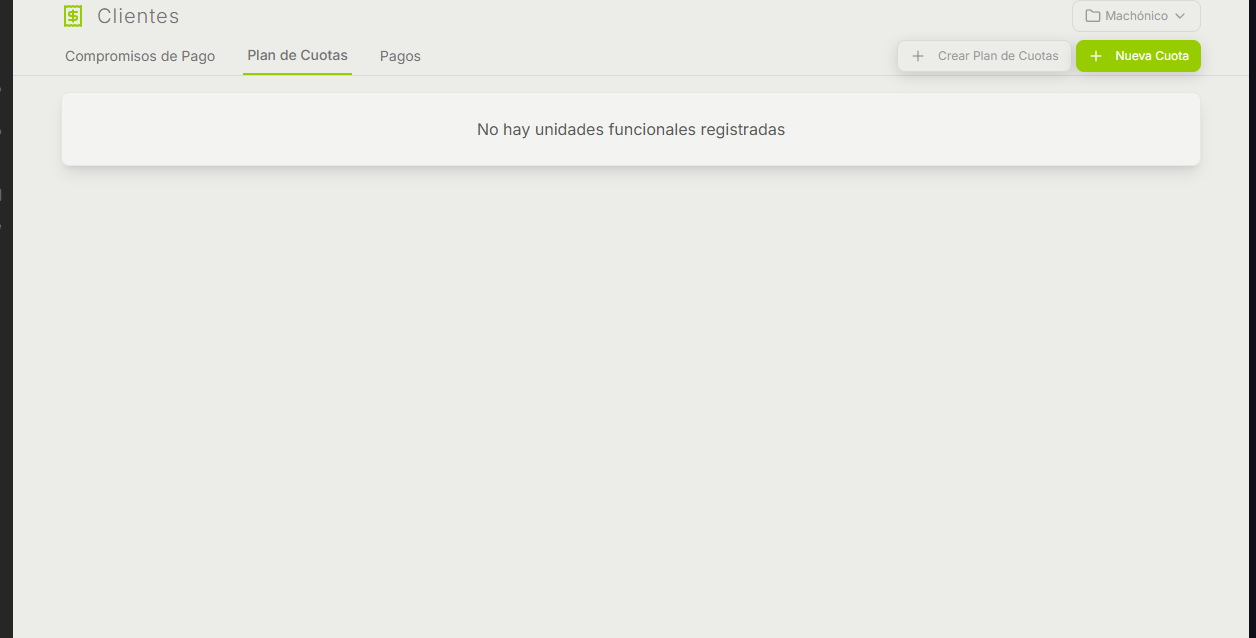 Clientes
Machónico
Compromisos de Pago
Plan de Cuotas
Pagos
Crear Plan de Cuotas
Nueva Cuota
No hay unidades funcionales registradas